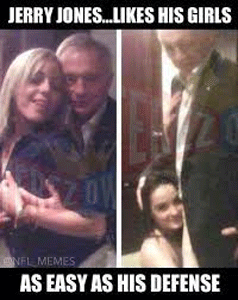 JERRY JONES...LIKES HIS GIRLS
@NFL_MEMES
AS EASY AS HIS DEFENSE